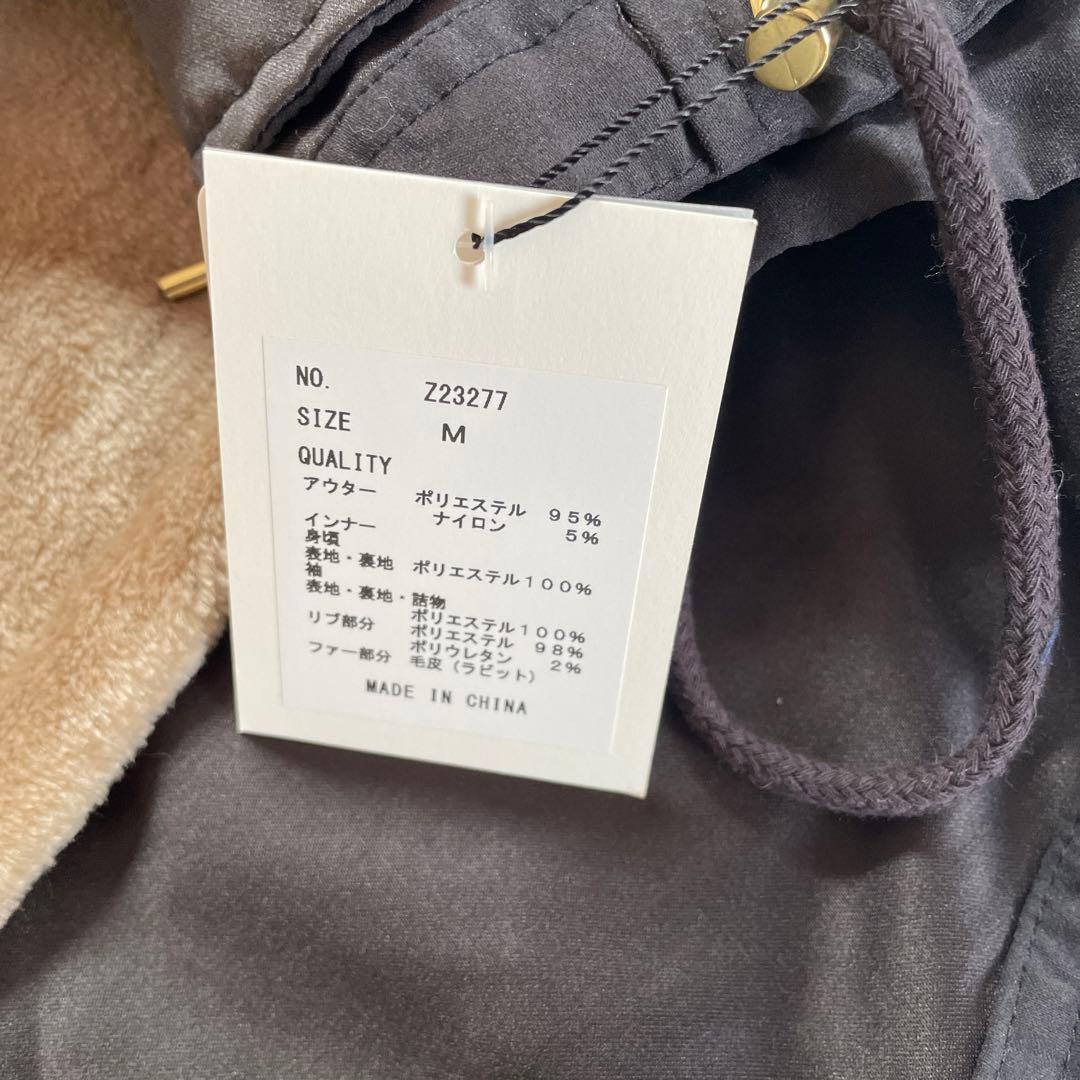 NO. Z23277
SIZE M
QUALITY
アウター ポリエステル 95%
ナイロン 5%
インナー
身頃
表地・裏地 ポリエステル100%
袖
表地・裏地・詰物
ポリエステル100%
リブ部分 ポリエステル 98%
ポリウレタン 2%
ファー部分 毛皮(ラビット)
MADE IN CHINA